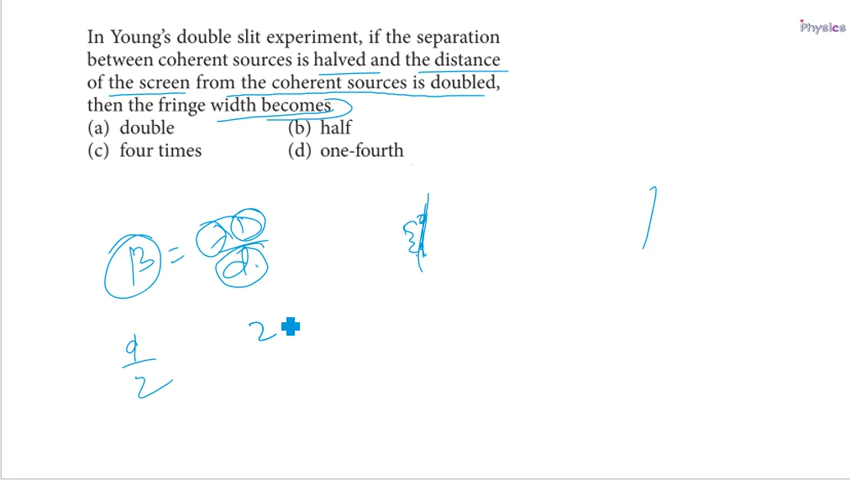 Physics
In Young's double slit experiment, if the separation
between coherent sources is halved and the distance
of the screen from the coherent sources is doubled,
then the fringe width becomes
(a) double (b) half
(c) four times (d) one-fourth
β = λD/d
d/2 2